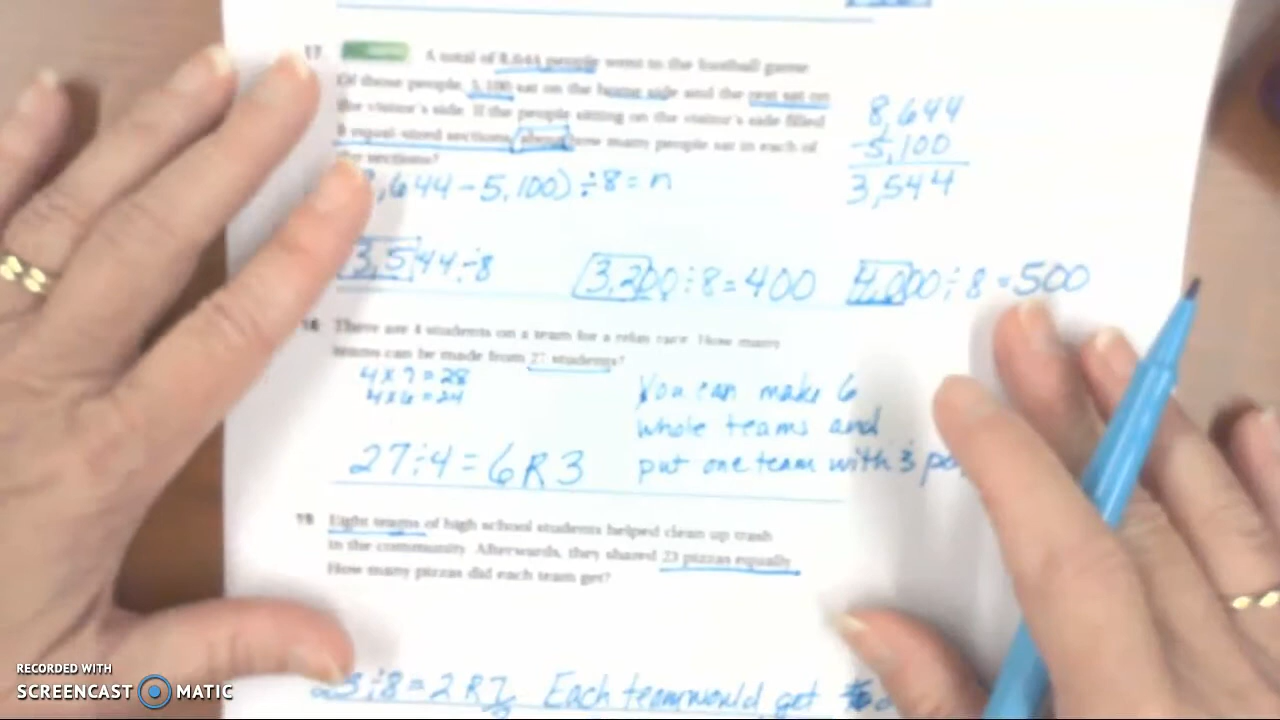 17 A total of 8,644 people went to the football game
Of those people, 5,100 sat on the home side and the rest sat on
the visitor's side. If the people sitting on the visitor's side filled
8 equal-sized sections, about how many people sat in each of
the sections?
8,644
- 5,100
3,544
,644 - 5,100) ÷ 8 = n
3,544 ÷ 8
3,200 ÷ 8 = 400
4,000 ÷ 8 = 500
18 There are 4 students on a team for a relay race. How many
teams can be made from 27 students?
4 x 7 = 28
4 x 6 = 24
27 ÷ 4 = 6 R 3
You can make 6
whole teams and
put one team with 3
19 Eight teams of high school students helped clean up trash
in the community. Afterwards, they shared 23 pizzas equally.
How many pizzas did each team get?
23 ÷ 8 = 2 R7 Each team would get
RECORDED WITH
SCREENCAST MATIC